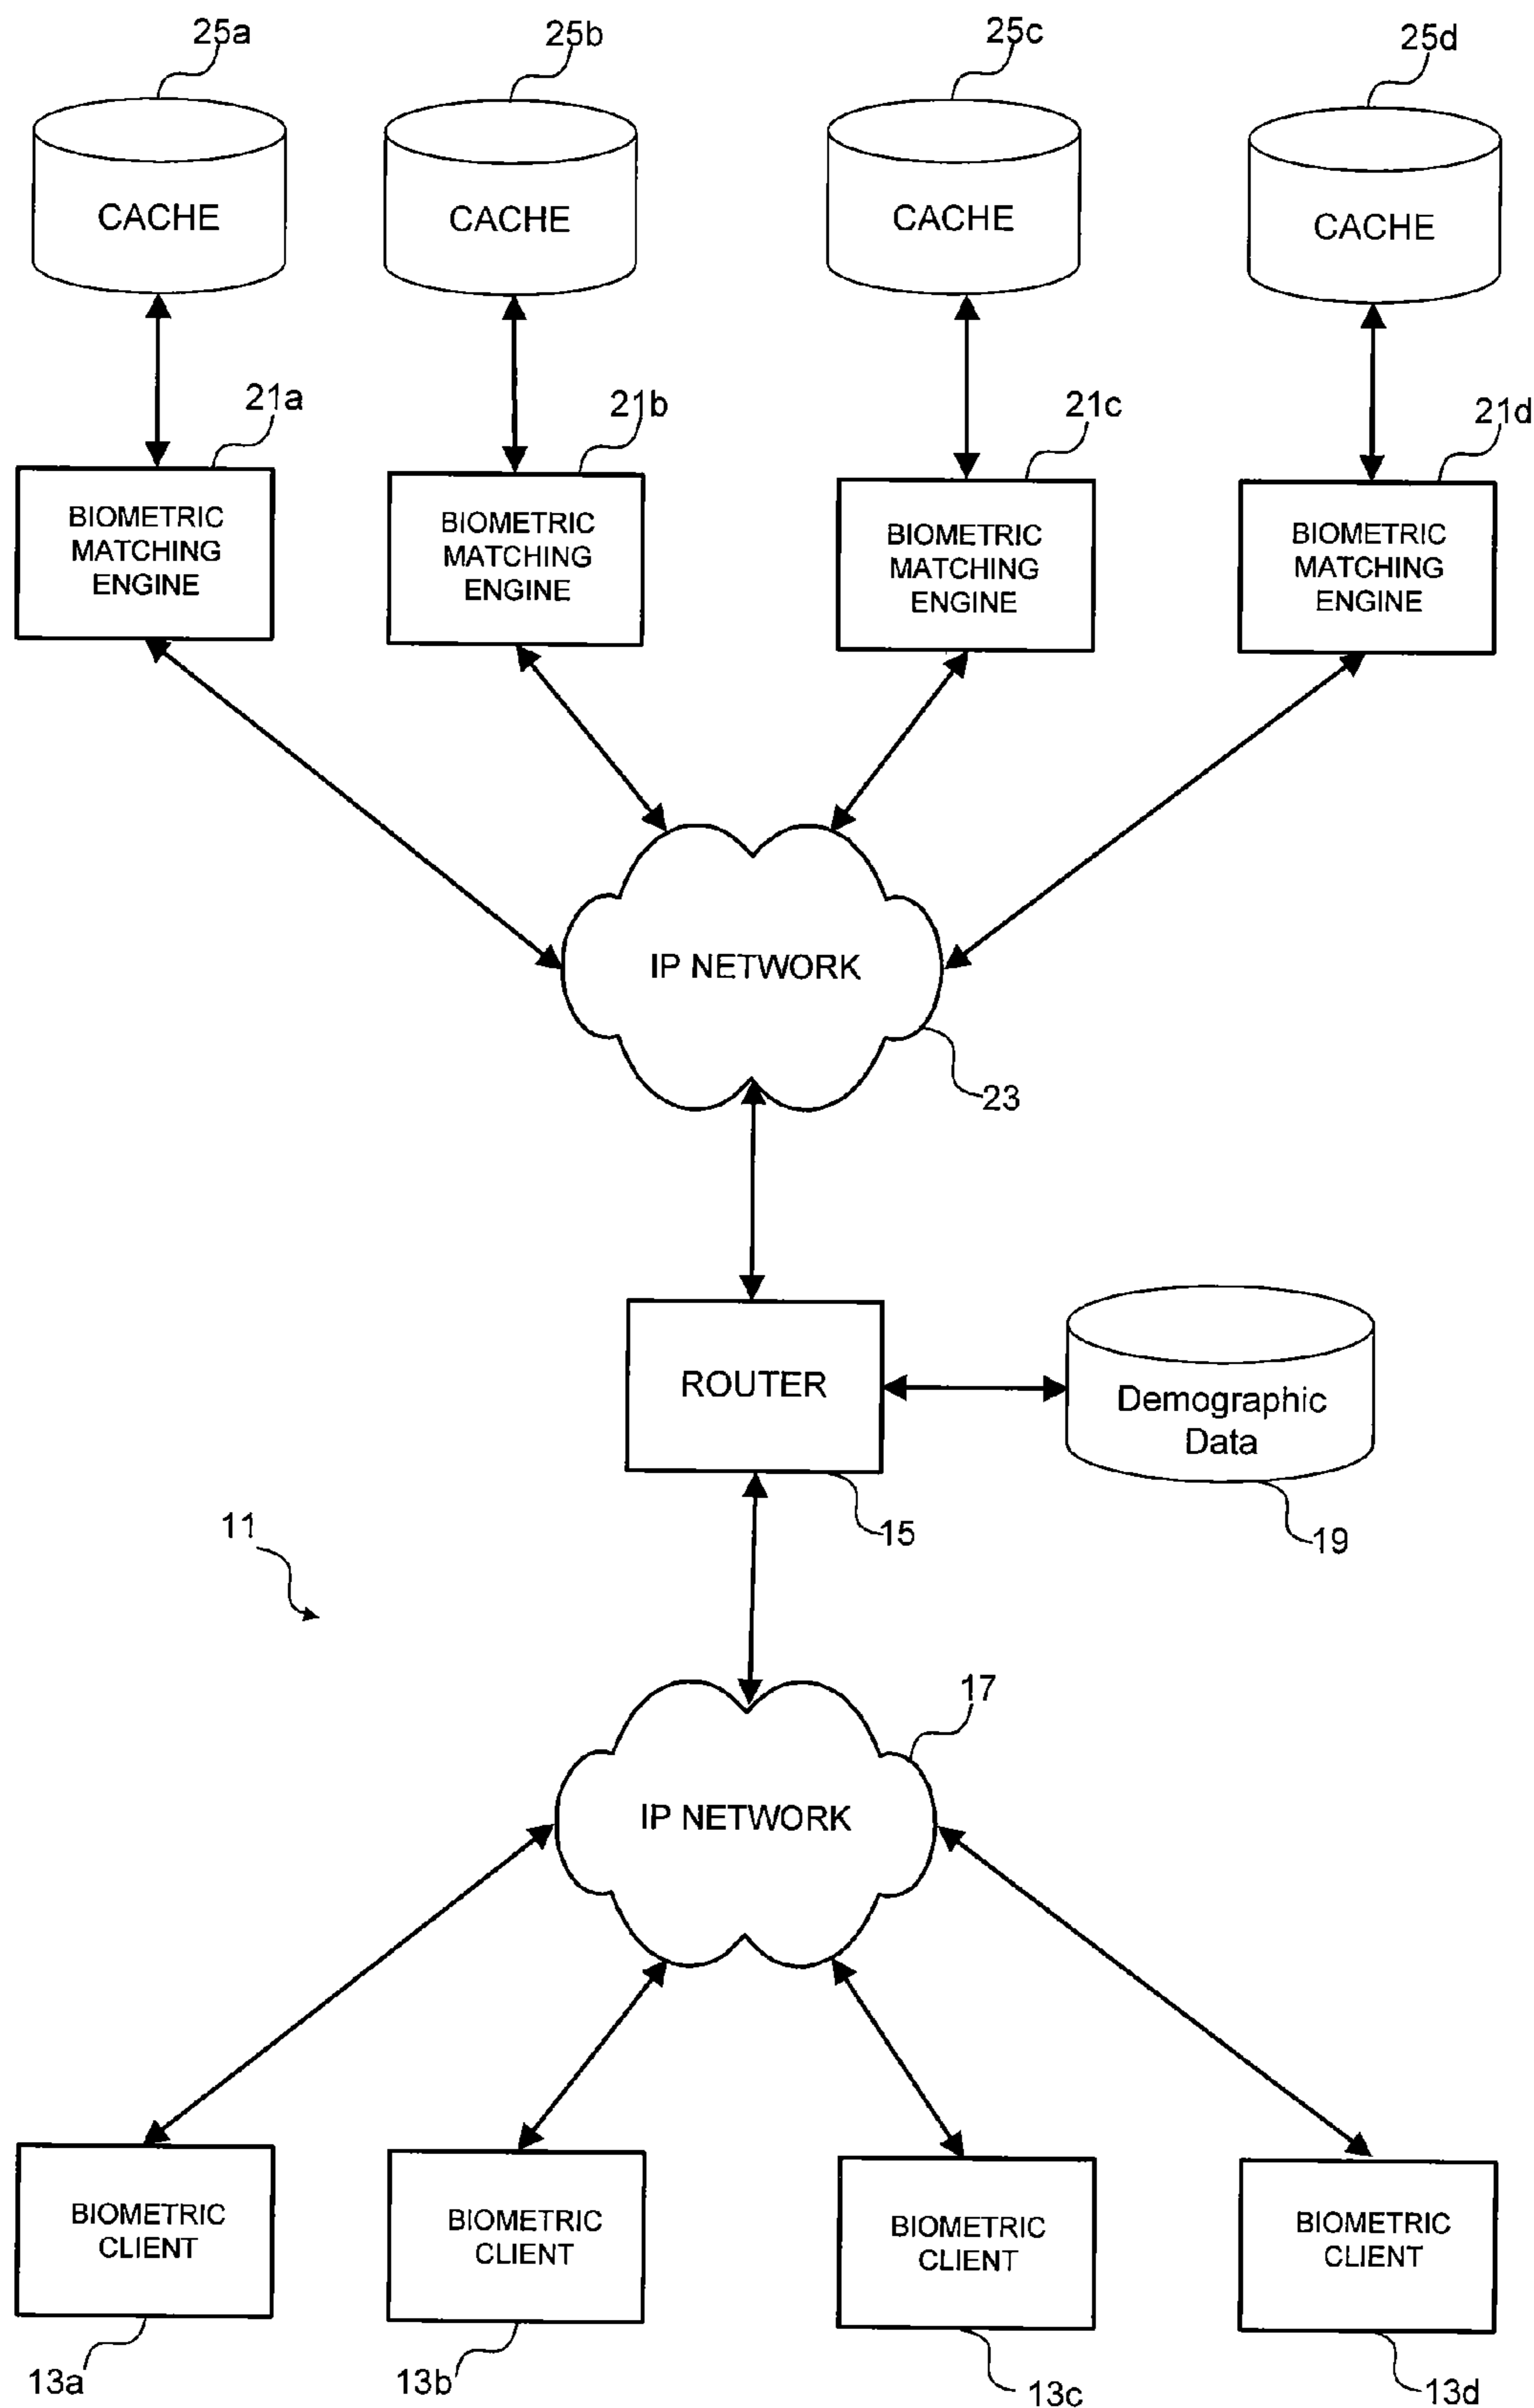 25a
25b
25c
25d
CACHE
CACHE
CACHE
CACHE
21a
21b
21c
21d
BIOMETRIC
MATCHING
ENGINE
BIOMETRIC
MATCHING
ENGINE
BIOMETRIC
MATCHING
ENGINE
BIOMETRIC
MATCHING
ENGINE
IP NETWORK
23
ROUTER
Demographic
Data
15
19
11
17
IP NETWORK
BIOMETRIC
CLIENT
BIOMETRIC
CLIENT
BIOMETRIC
CLIENT
BIOMETRIC
CLIENT
13a
13b
13c
13d